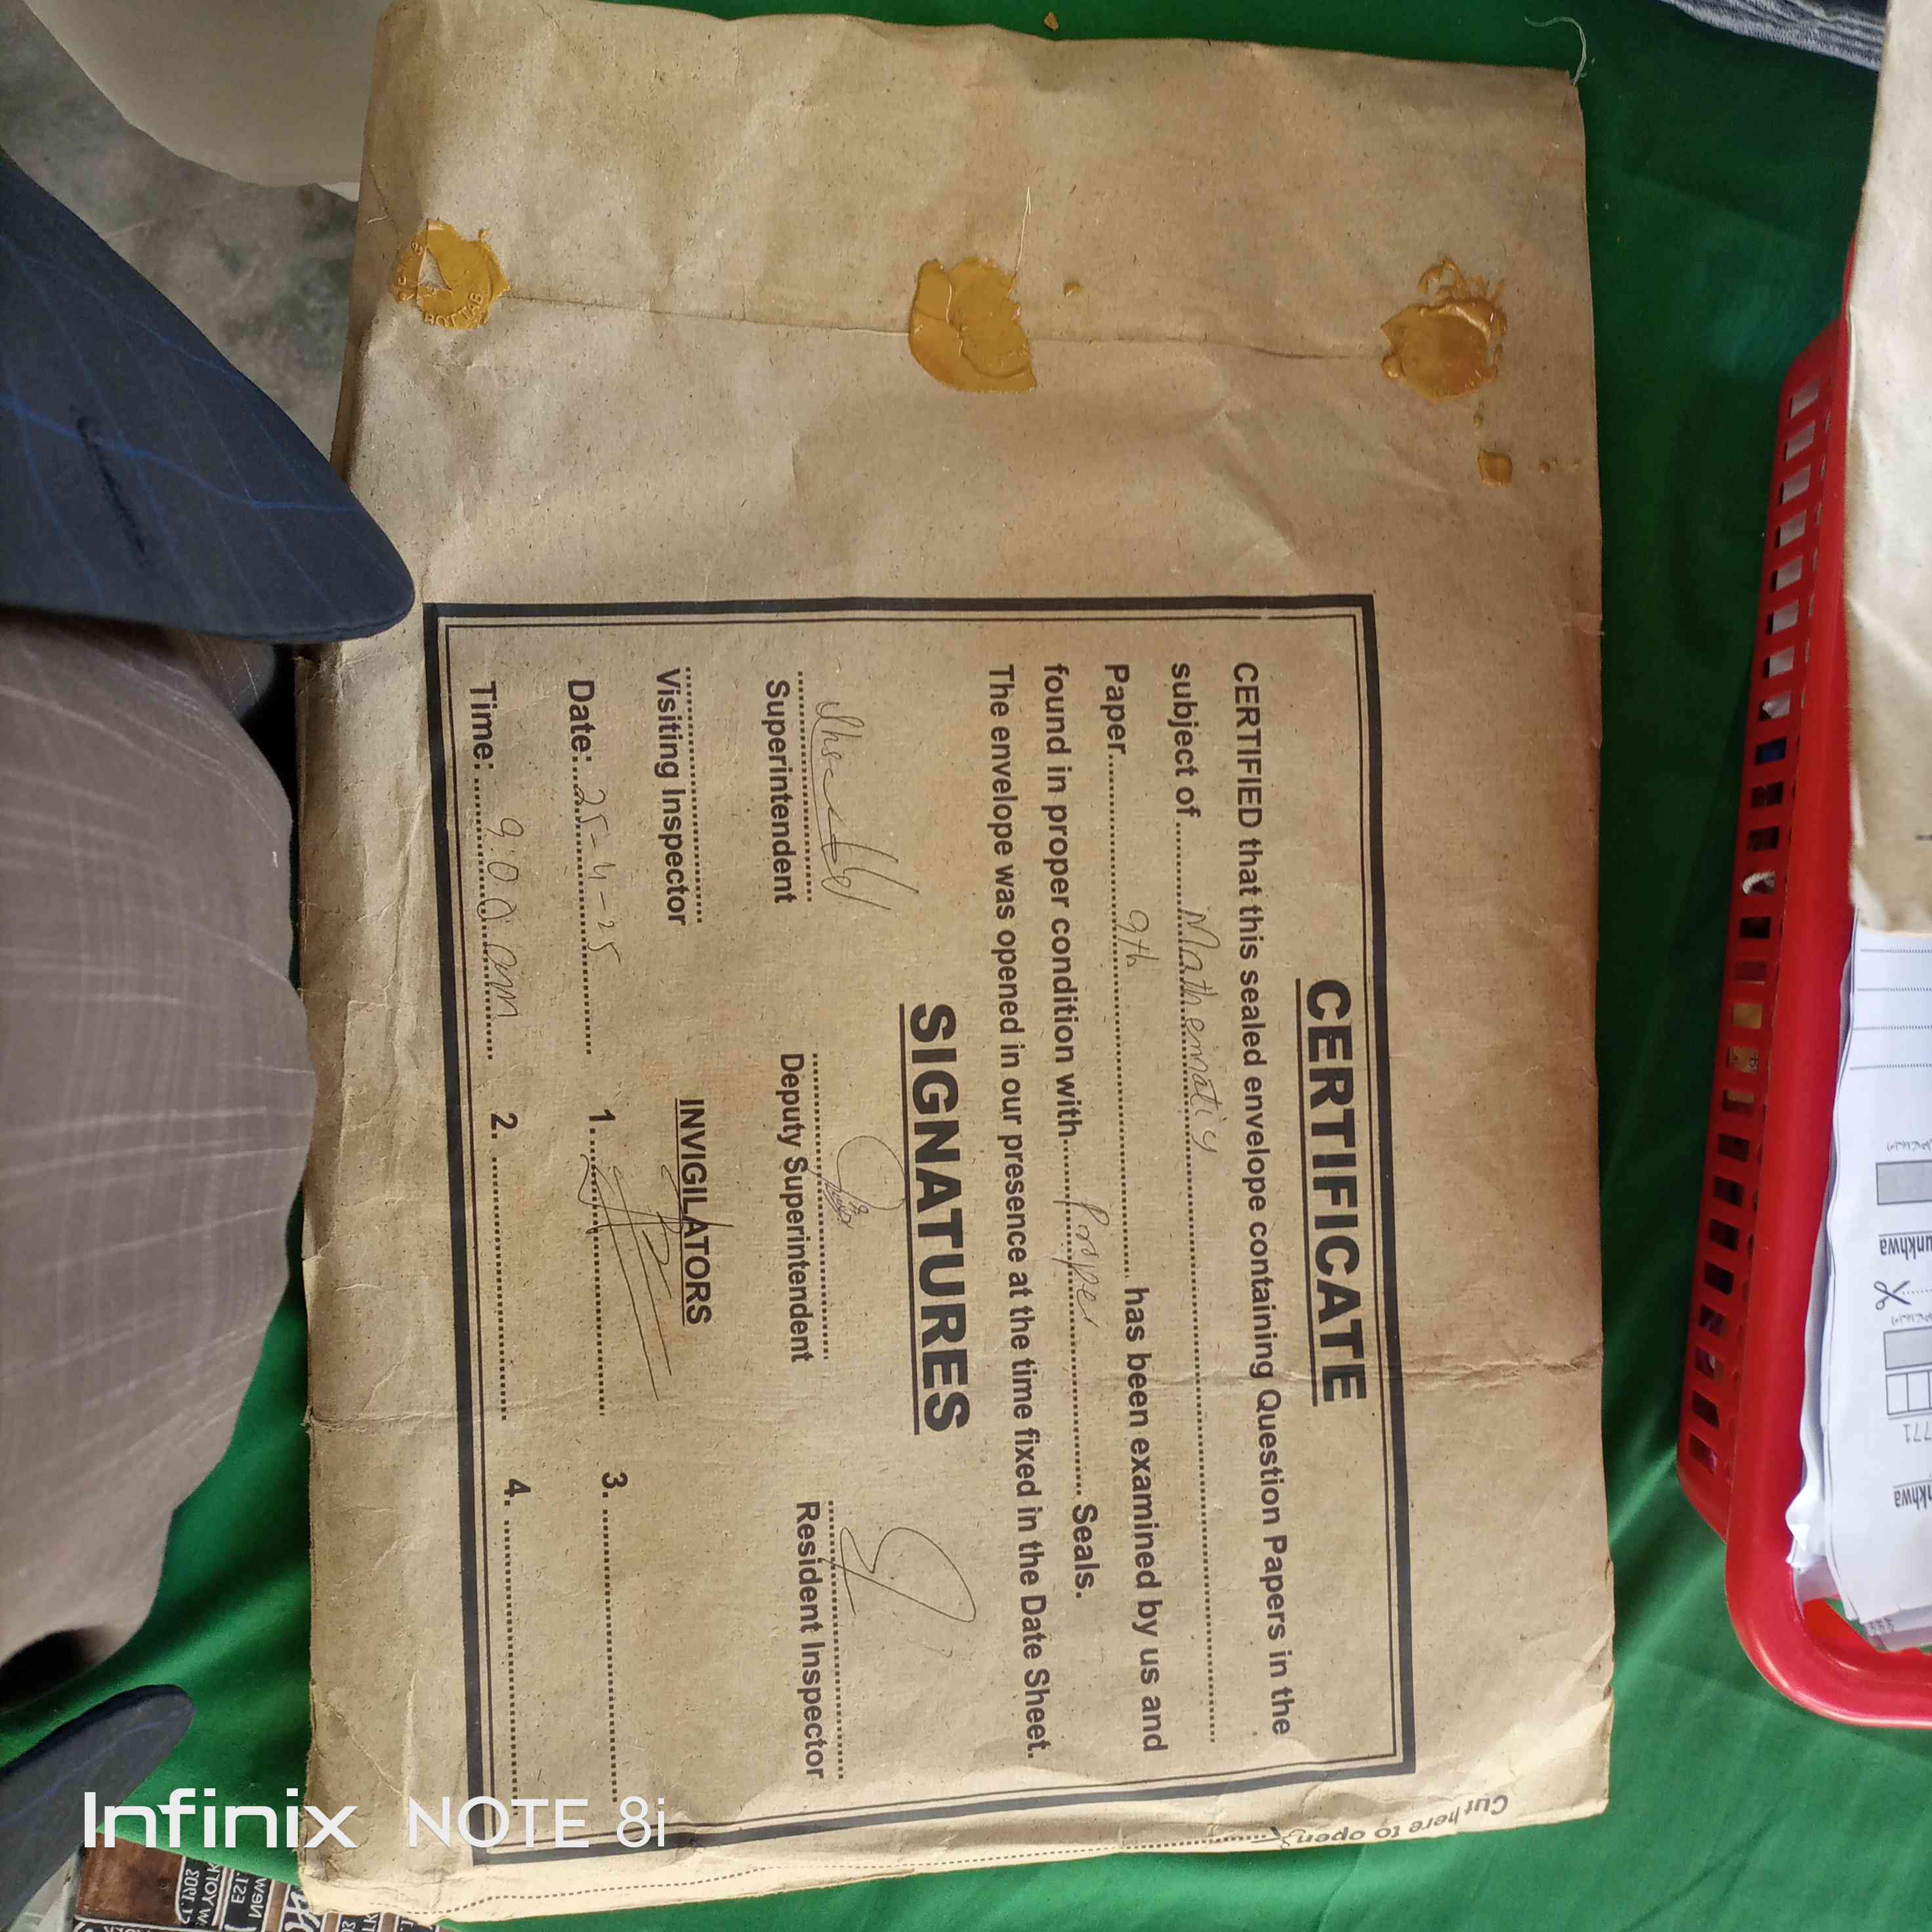 CERTIFICATE
CERTIFIED that this sealed envelope containing Question Papers in the
subject of..........Mathematics..........
Paper..........9th.......... has been examined by us and
found in proper condition with..........Proper.......... Seals.
The envelope was opened in our presence at the time fixed in the Date Sheet.
SIGNATURES
Superintendent Deputy Superintendent Resident Inspector
Visiting Inspector INVIGILATORS
Date:..25-4-25.......... 1........... 3. ..........
Time: ..........9:00 am.... 2. .......... 4. ..........
Cut here to open
unkhwa
nkhwa
771
Infinix NOTE 8i